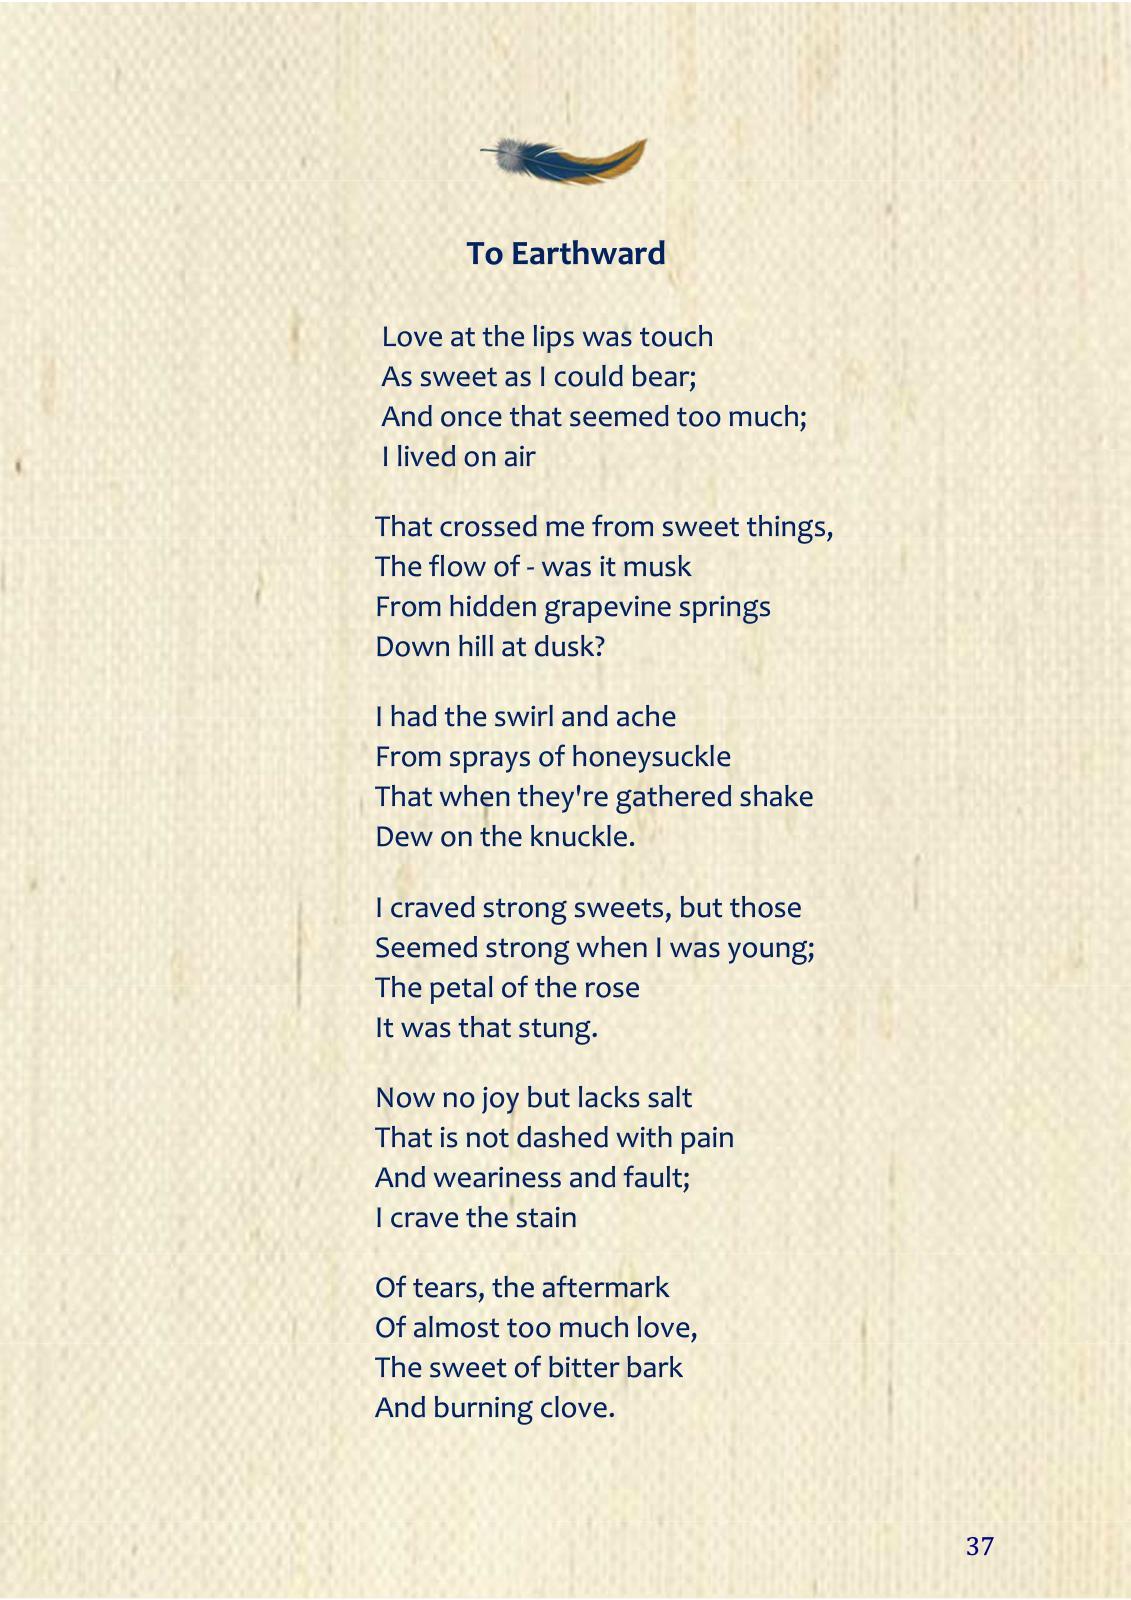 To Earthward
Love at the lips was touch
As sweet as I could bear;
And once that seemed too much;
I lived on air
That crossed me from sweet things,
The flow of - was it musk
From hidden grapevine springs
Down hill at dusk?
I had the swirl and ache
From sprays of honeysuckle
That when they're gathered shake
Dew on the knuckle.
I craved strong sweets, but those
Seemed strong when I was young;
The petal of the rose
It was that stung.
Now no joy but lacks salt
That is not dashed with pain
And weariness and fault;
I crave the stain
Of tears, the aftermark
Of almost too much love,
The sweet of bitter bark
And burning clove.
37